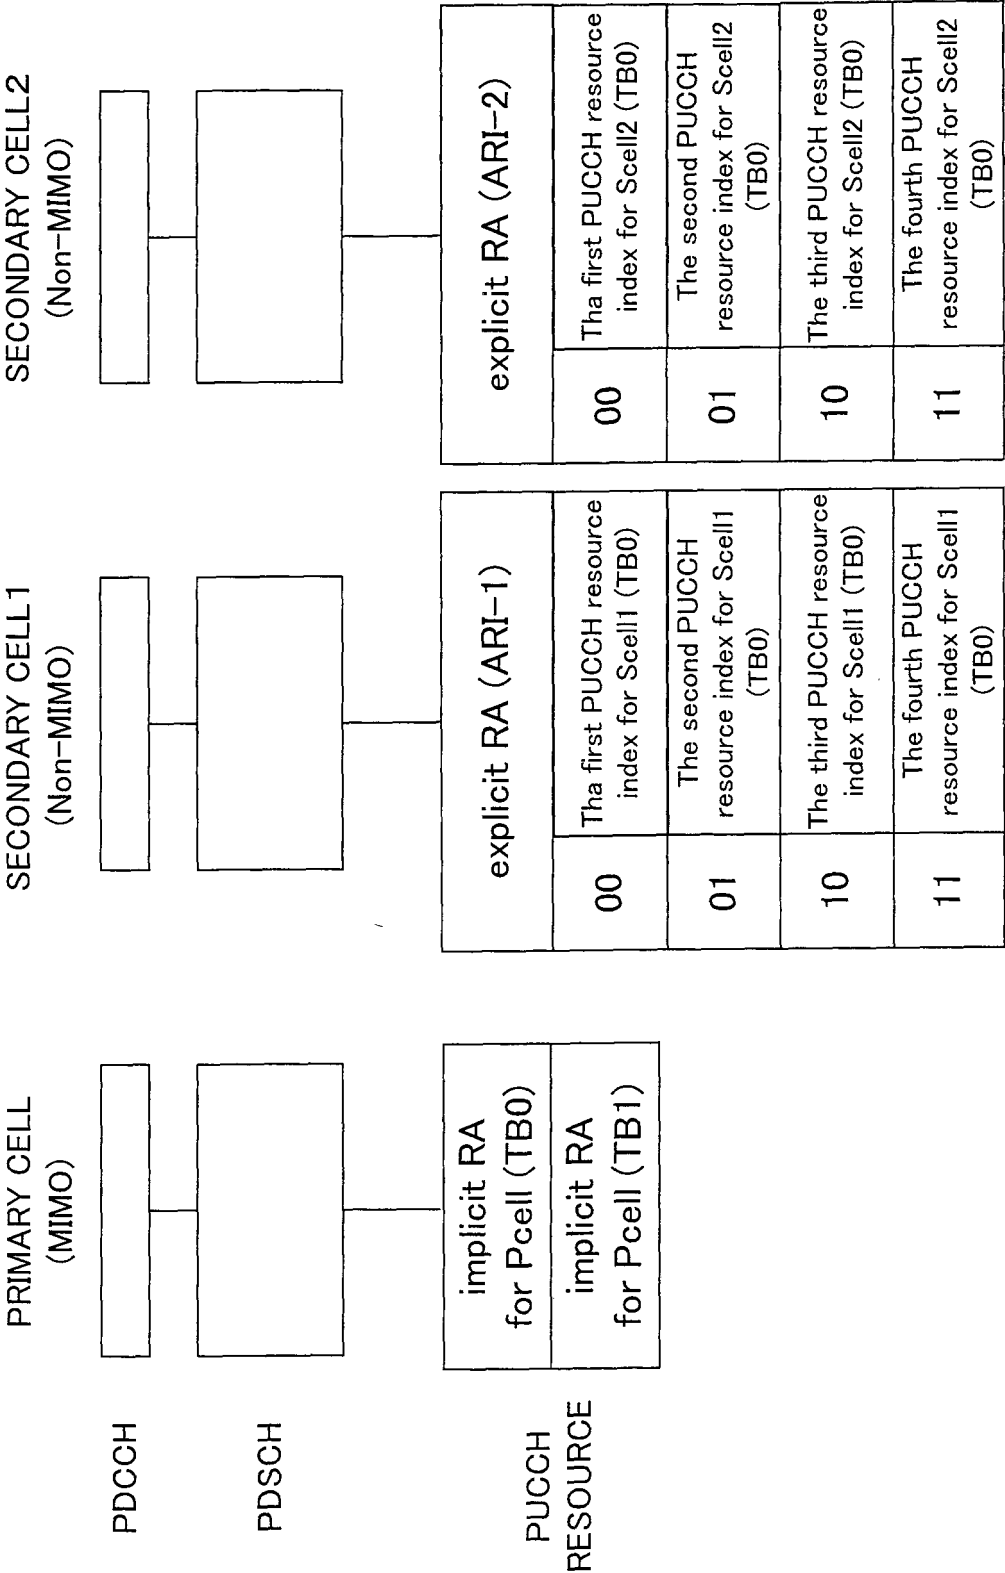 PRIMARY CELL
(MIMO)
SECONDARY CELL1
(Non-MIMO)
SECONDARY CELL2
(Non-MIMO)
PDCCH
PDSCH
PUCCH
RESOURCE
implicit RA
for Pcell (TB0)
implicit RA
for Pcell (TB1)
explicit RA (ARI-1)
00
Tha first PUCCH resource
index for Scell1 (TB0)
01
The second PUCCH
resource index for Scell1
(TB0)
10
The third PUCCH resource
index for Scell1 (TB0)
11
The fourth PUCCH
resource index for Scell1
(TB0)
explicit RA (ARI-2)
00
Tha first PUCCH resource
index for Scell2 (TB0)
01
The second PUCCH
resource index for Scell2
(TB0)
10
The third PUCCH resource
index for Scell2 (TB0)
11
The fourth PUCCH
resource index for Scell2
(TB0)